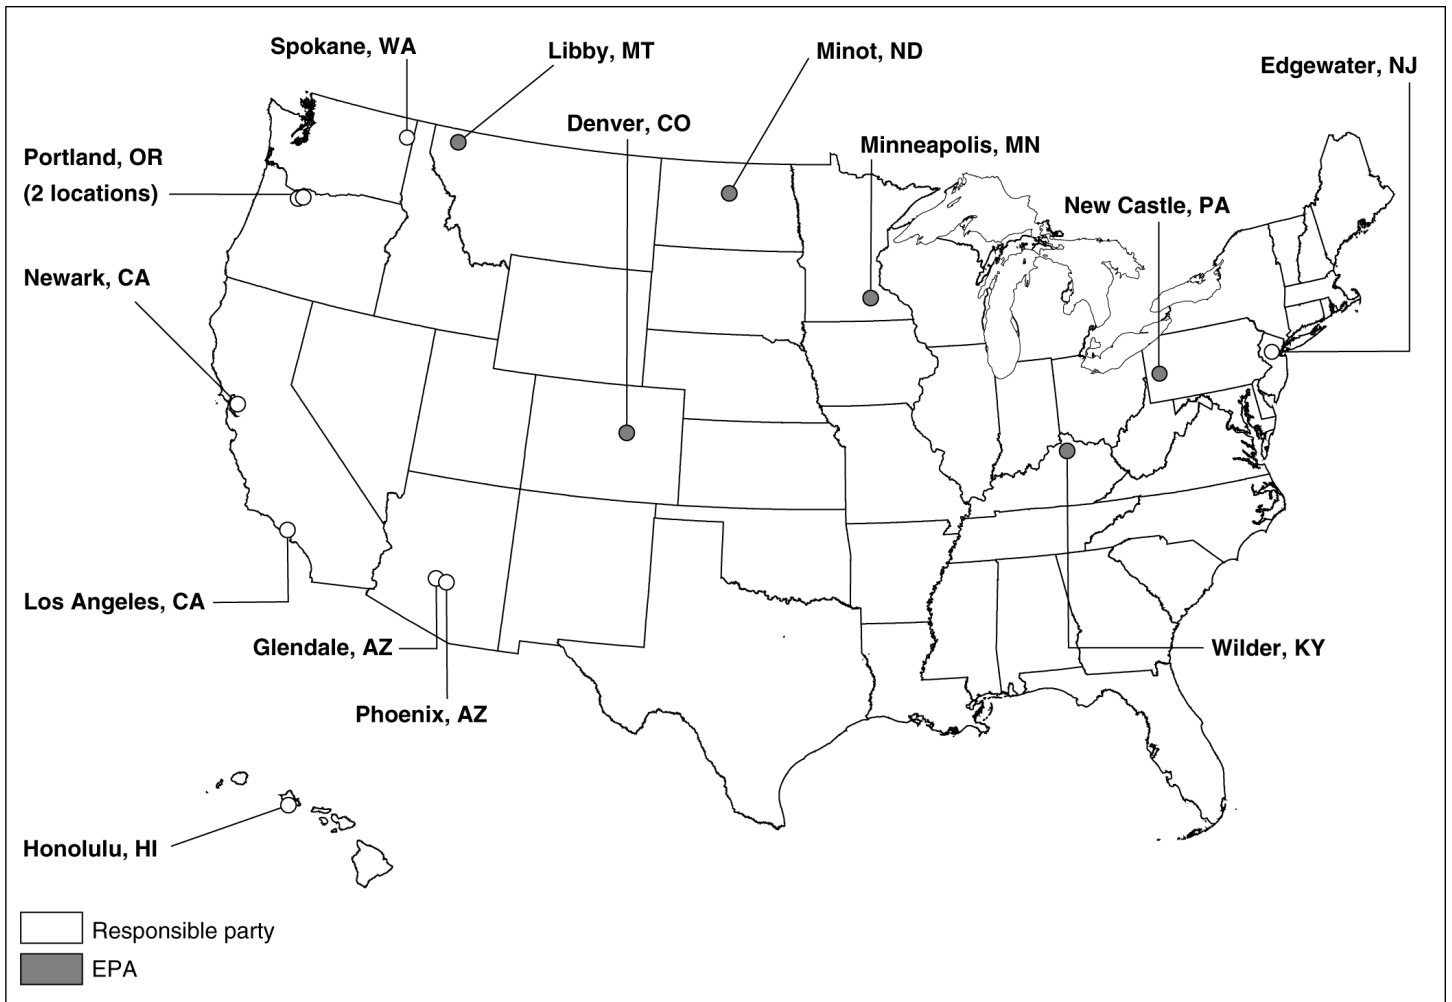 Spokane, WA
Libby, MT
Minot, ND
Edgewater, NJ
Denver, CO
Minneapolis, MN
Portland, OR
(2 locations)
New Castle, PA
Newark, CA
Los Angeles, CA
Glendale, AZ
Wilder, KY
Phoenix, AZ
Honolulu, HI
Responsible party
EPA